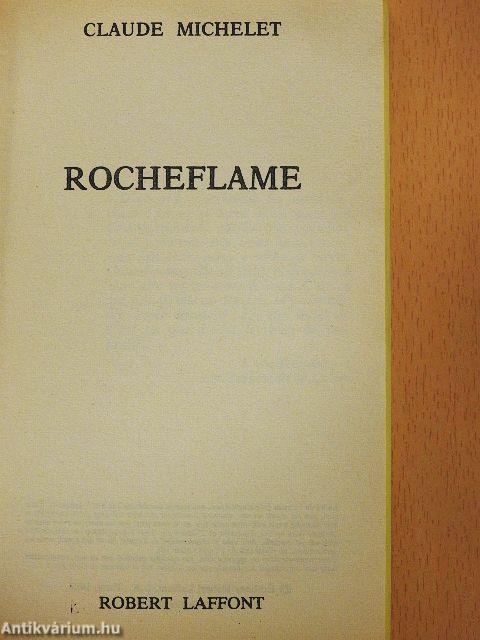 CLAUDE MICHELET
ROCHEFLAME
ROBERT LAFFONT
Antikvárium.hu